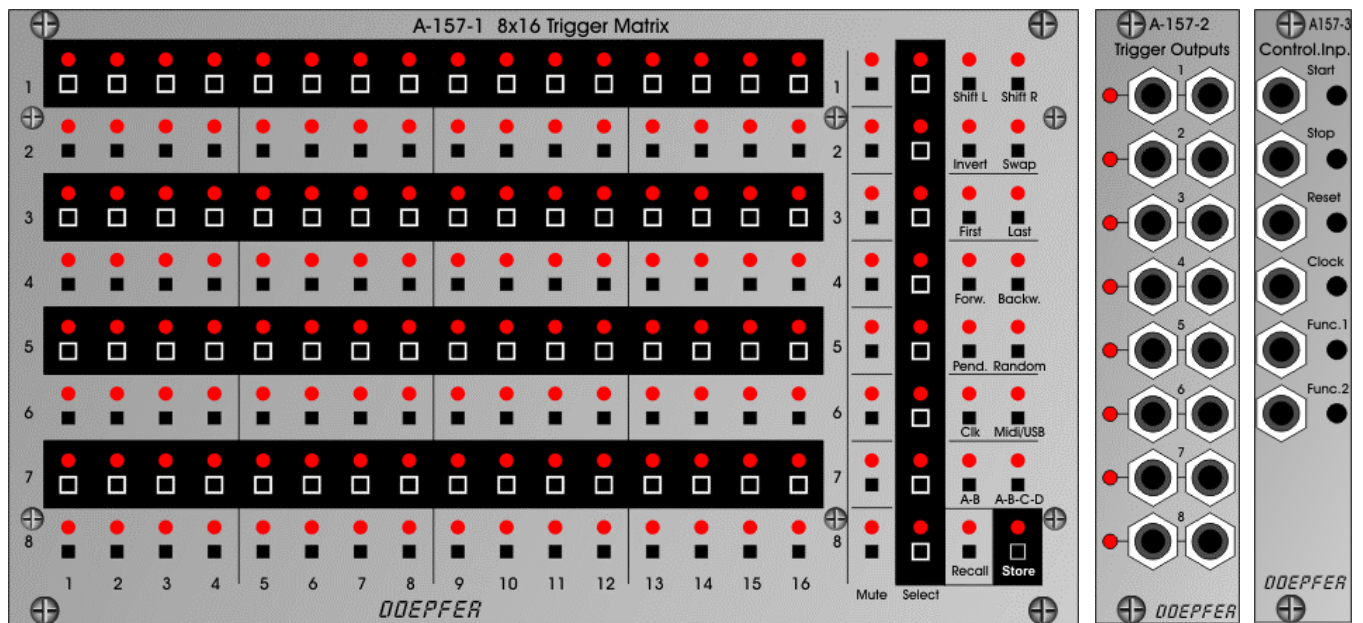 A-157-1 8x16 Trigger Matrix
1 1
Shift L Shift R
2 2
Invert Swap
3 3
First Last
4 4
Forw. Backw.
5 5
Pend. Random
6 6
Clk Midi/USB
7 7
A-B A-B-C-D
8 8
Recall Store
1 2 3 4 5 6 7 8 9 10 11 12 13 14 15 16
Mute Select
DOEPFER
A-157-2
Trigger Outputs
1
2
3
4
5
6
7
8
DOEPFER
A157-3
Control.Inp.
Start
Stop
Reset
Clock
Func.1
Func.2
DOEPFER